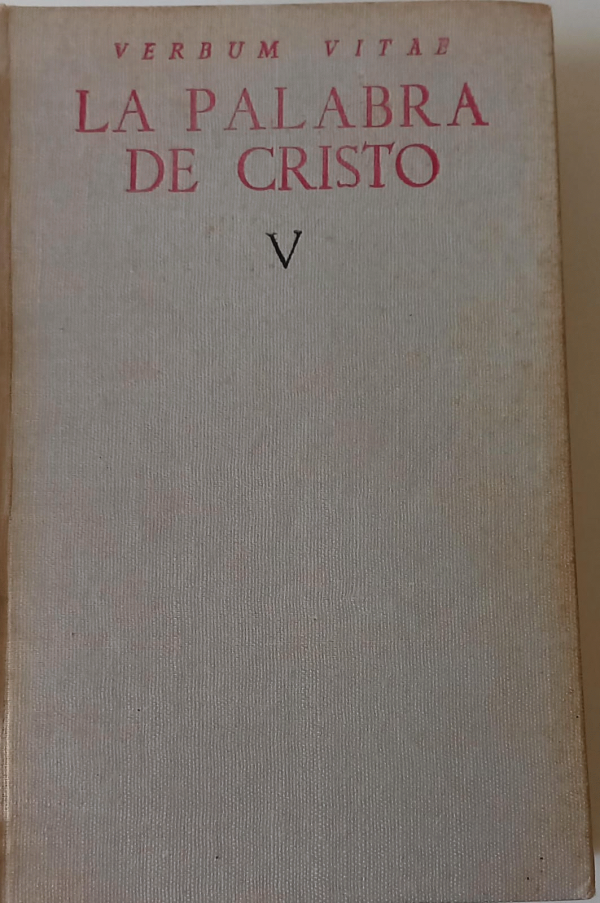 VERBUM VITAE
LA PALABRA
DE CRISTO
V